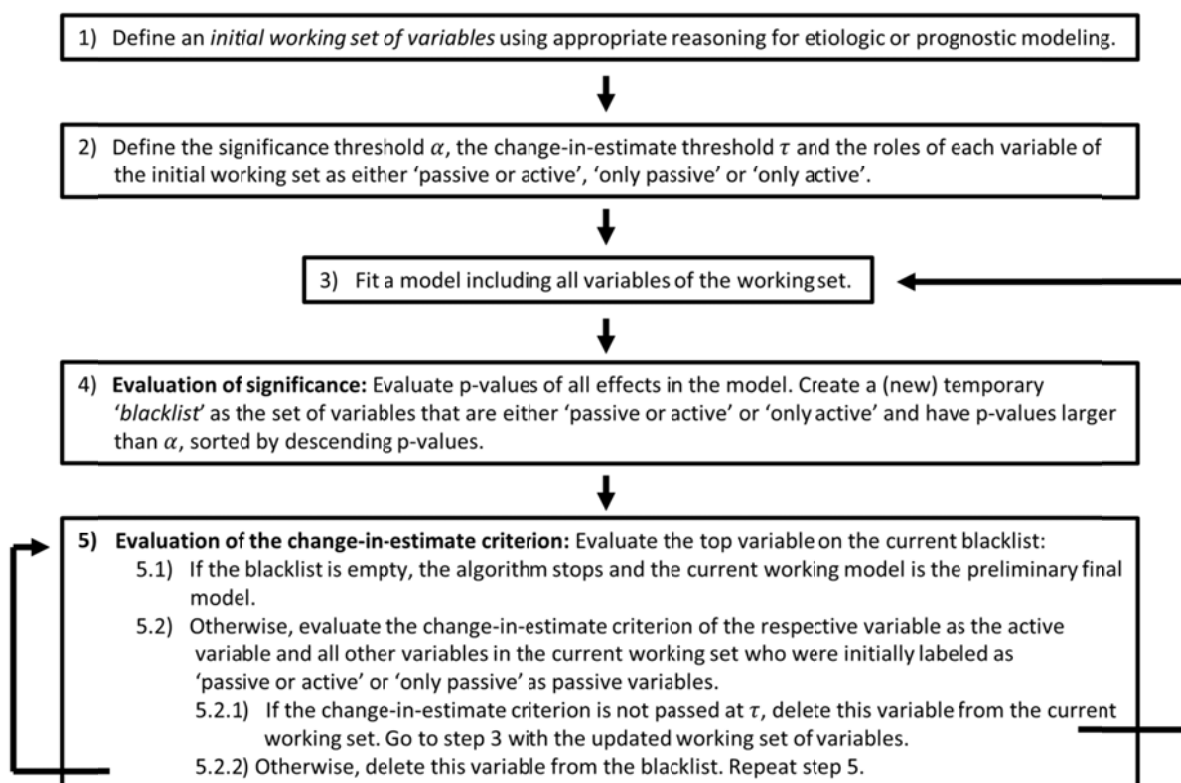 1) Define an initial working set of variables using appropriate reasoning for etiologic or prognostic modeling.
2) Define the significance threshold α, the change-in-estimate threshold τ and the roles of each variable of
the initial working set as either ‘passive or active’, ‘only passive’ or ‘only active’.
3) Fit a model including all variables of the working set.
4) Evaluation of significance: Evaluate p-values of all effects in the model. Create a (new) temporary
‘blacklist’ as the set of variables that are either ‘passive or active’ or ‘only active’ and have p-values larger
than α, sorted by descending p-values.
5) Evaluation of the change-in-estimate criterion: Evaluate the top variable on the current blacklist:
5.1) If the blacklist is empty, the algorithm stops and the current working model is the preliminary final
model.
5.2) Otherwise, evaluate the change-in-estimate criterion of the respective variable as the active
variable and all other variables in the current working set who were initially labeled as
‘passive or active’ or ‘only passive’ as passive variables.
5.2.1) If the change-in-estimate criterion is not passed at τ, delete this variable from the current
working set. Go to step 3 with the updated working set of variables.
5.2.2) Otherwise, delete this variable from the blacklist. Repeat step 5.